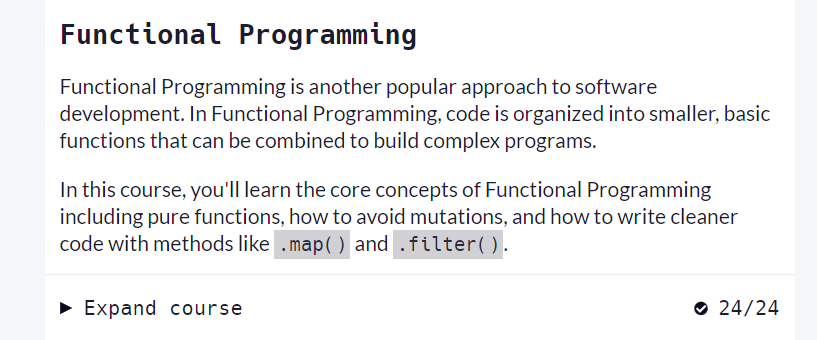 Functional Programming
Functional Programming is another popular approach to software
development. In Functional Programming, code is organized into smaller, basic
functions that can be combined to build complex programs.
In this course, you'll learn the core concepts of Functional Programming
including pure functions, how to avoid mutations, and how to write cleaner
code with methods like .map() and .filter().
Expand course 24/24